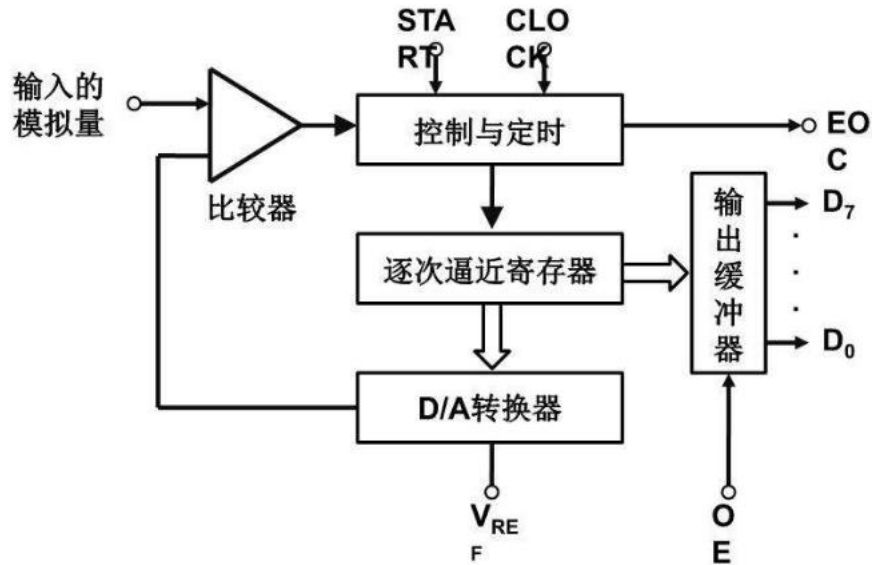 STA
RT
CLO
CK
输入的
模拟量
比较器
控制与定时
EO
C
逐次逼近寄存器
输
出
缓
冲
器
D7
.
.
.
D0
D/A转换器
VRE
F
O
E